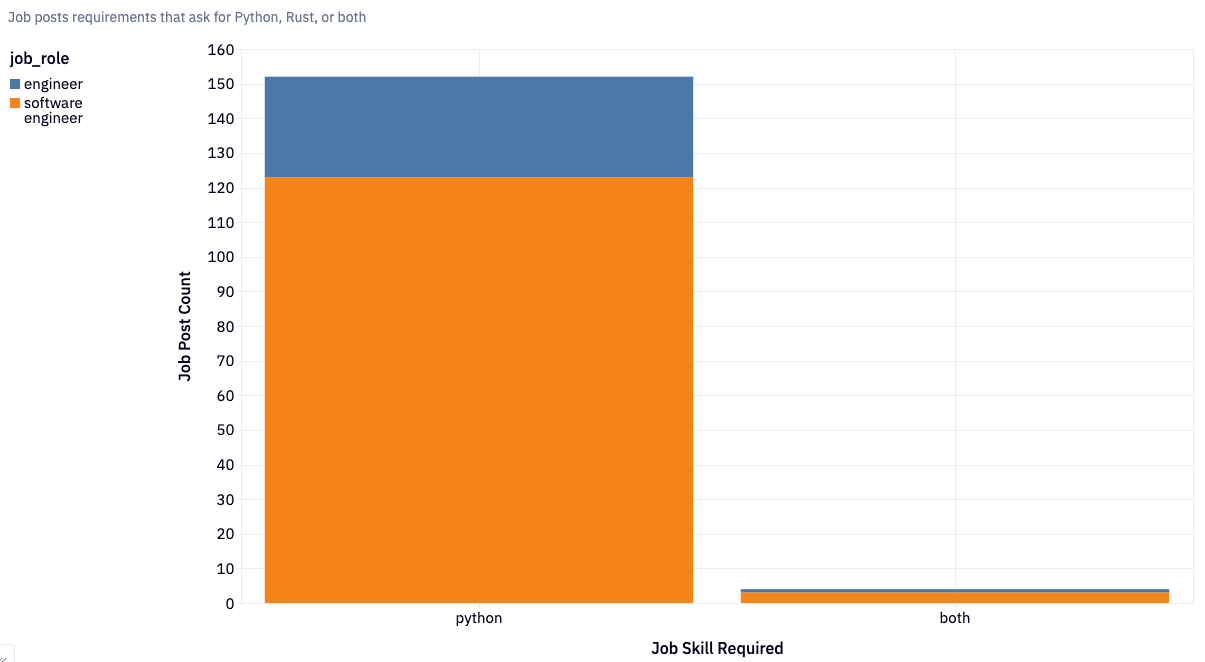 Job posts requirements that ask for Python, Rust, or both
job_role
engineer
software
engineer
160
150
140
130
120
110
100
90
80
70
60
50
40
30
20
10
0
Job Post Count
python
both
Job Skill Required